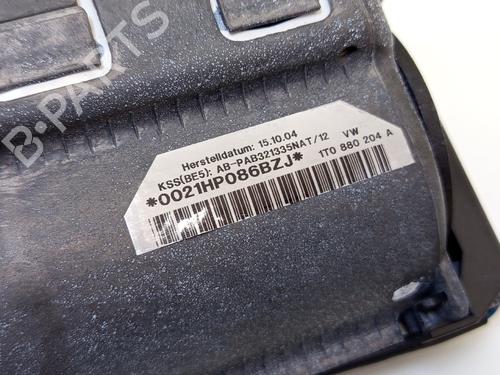 B-PARTS
Herstelldatum: 15.10.04
KSS(BE5): AB-PAB321335NAT/12 VW
*0021HP086BZJ* 1T0 880 204 A